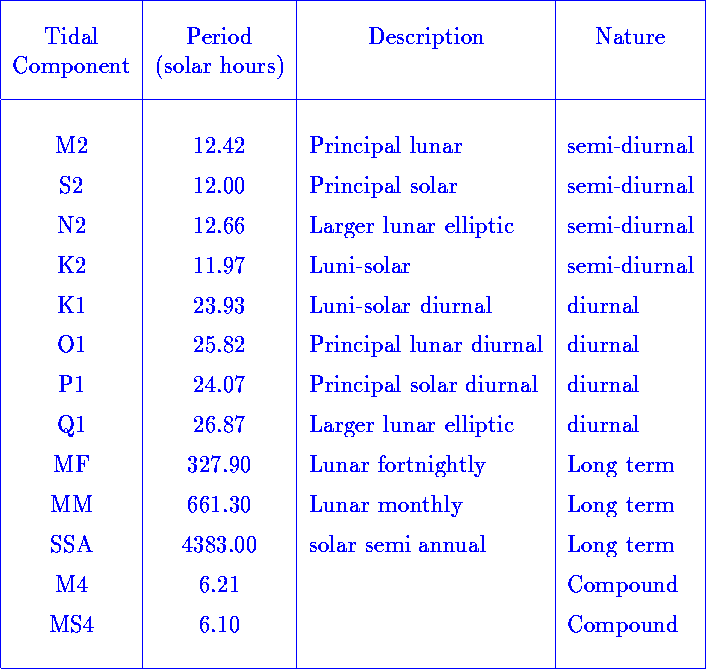 Tidal Period Description Nature
Component (solar hours)
M2 12.42 Principal lunar semi-diurnal
S2 12.00 Principal solar semi-diurnal
N2 12.66 Larger lunar elliptic semi-diurnal
K2 11.97 Luni-solar semi-diurnal
K1 23.93 Luni-solar diurnal diurnal
O1 25.82 Principal lunar diurnal diurnal
P1 24.07 Principal solar diurnal diurnal
Q1 26.87 Larger lunar elliptic diurnal
MF 327.90 Lunar fortnightly Long term
MM 661.30 Lunar monthly Long term
SSA 4383.00 solar semi annual Long term
M4 6.21 Compound
MS4 6.10 Compound